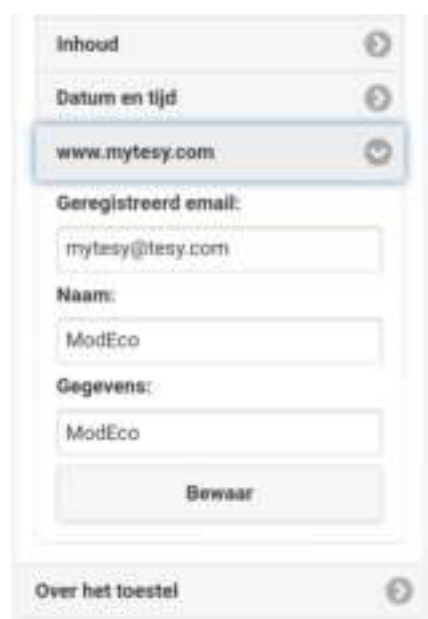 Inhoud
Datum en tijd
www.mytesy.com
Geregistreerd email:
mytesy@tesy.com
Naam:
ModEco
Gegevens:
ModEco
Bewaar
Over het toestel